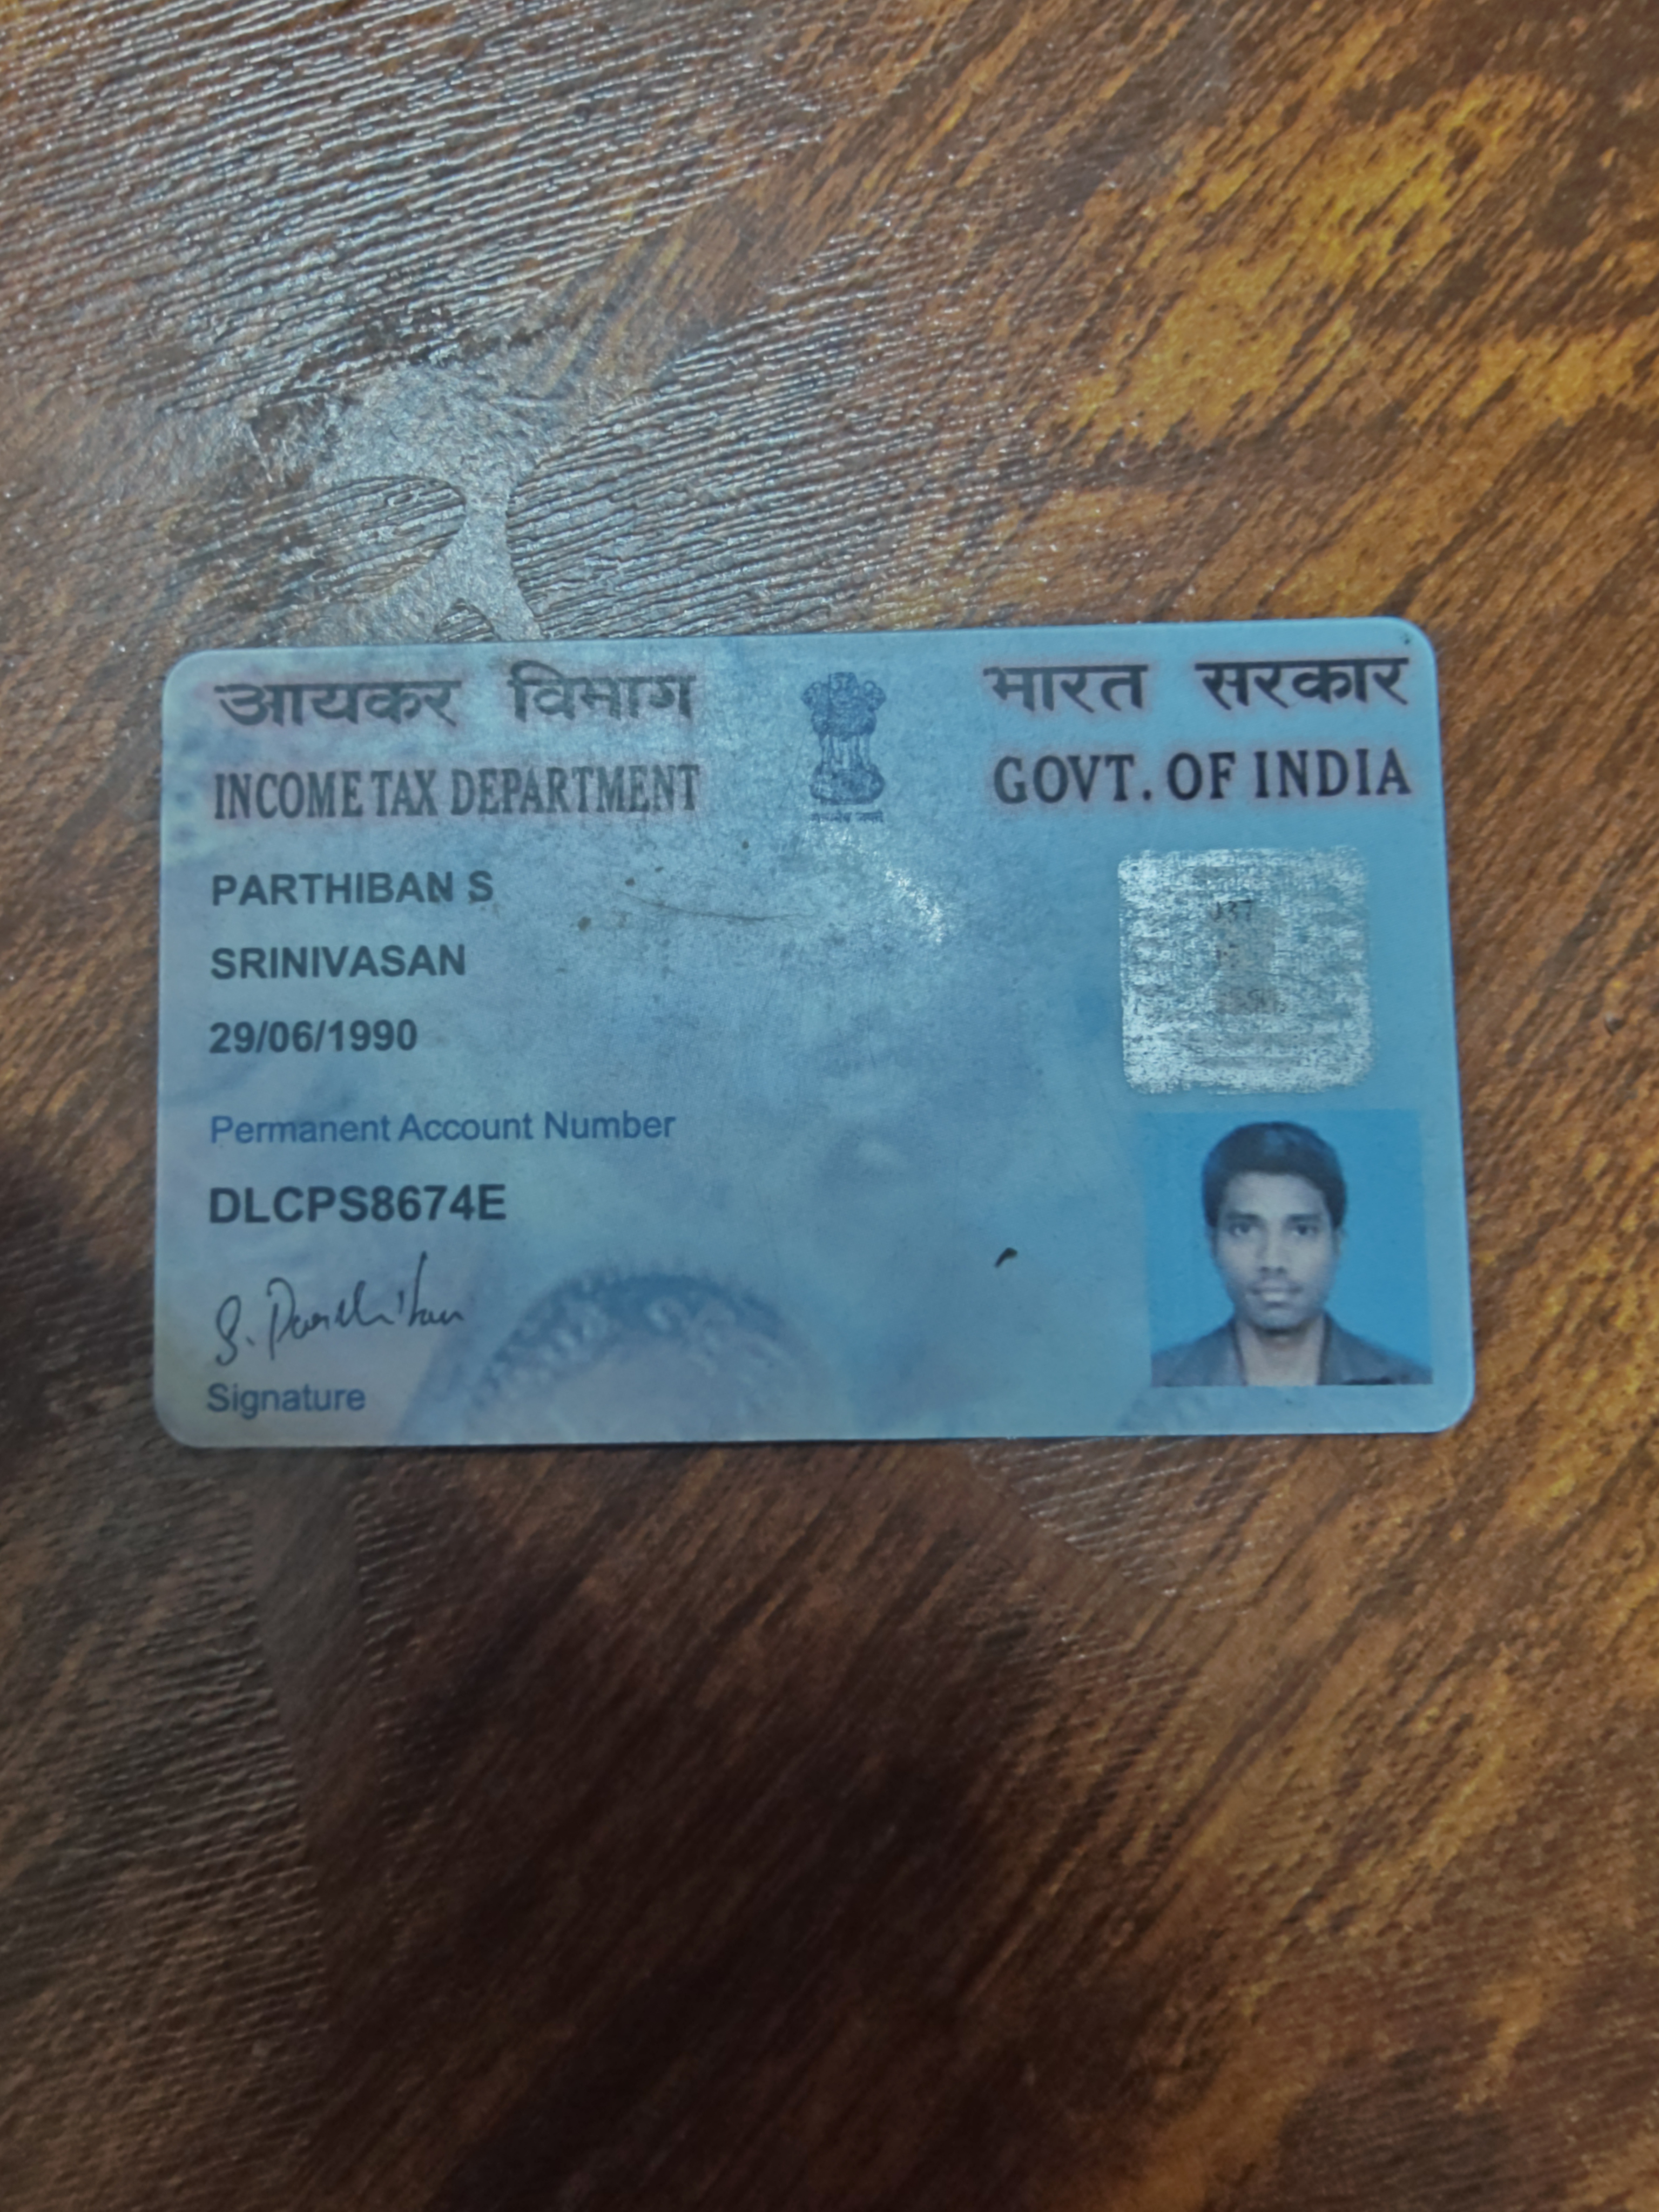 आयकर विभाग
INCOME TAX DEPARTMENT
भारत सरकार
GOVT. OF INDIA
PARTHIBAN S
SRINIVASAN
29/06/1990
Permanent Account Number
DLCPS8674E
S. Parthiban
Signature